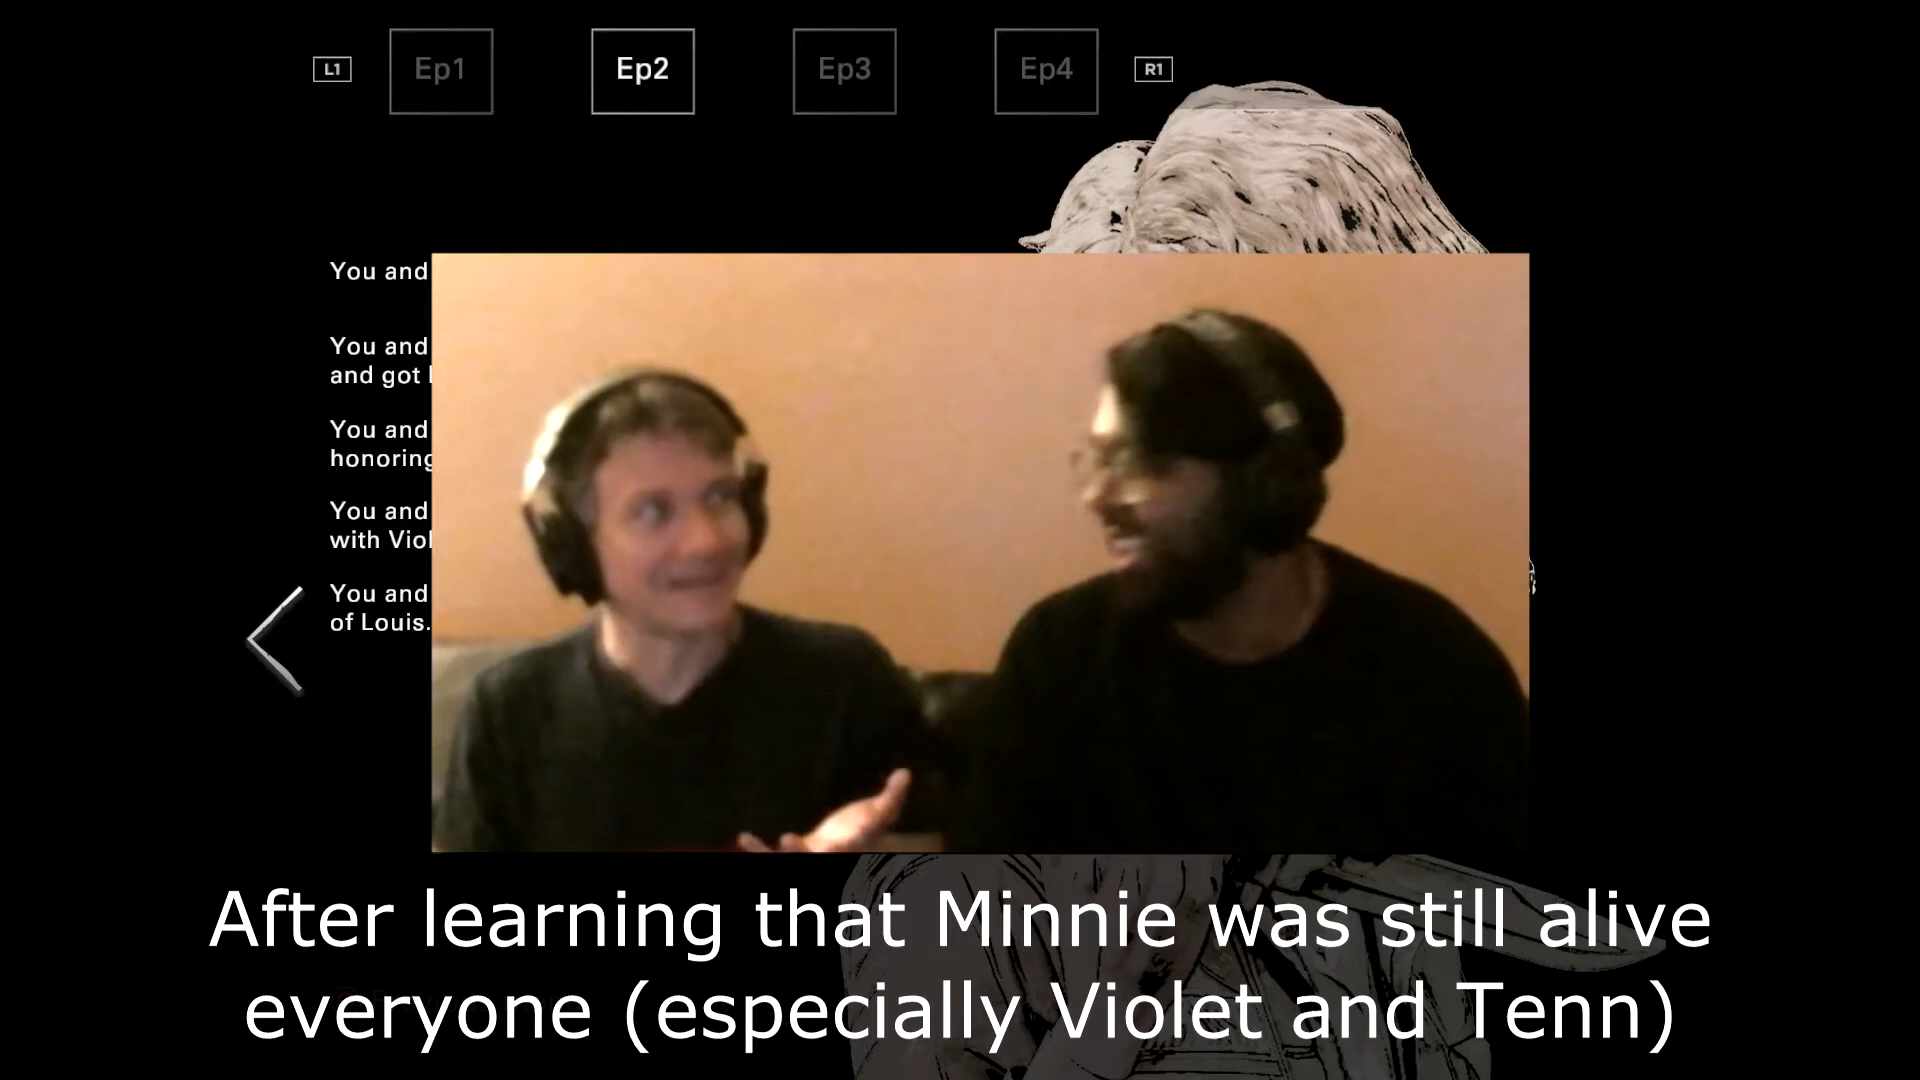 L1 Ep1 Ep2 Ep3 Ep4 R1
You and
You and
and got
You and
honoring
You and
with
You and
of Louis.
After learning that Minnie was still alive
everyone (especially Violet and Tenn)